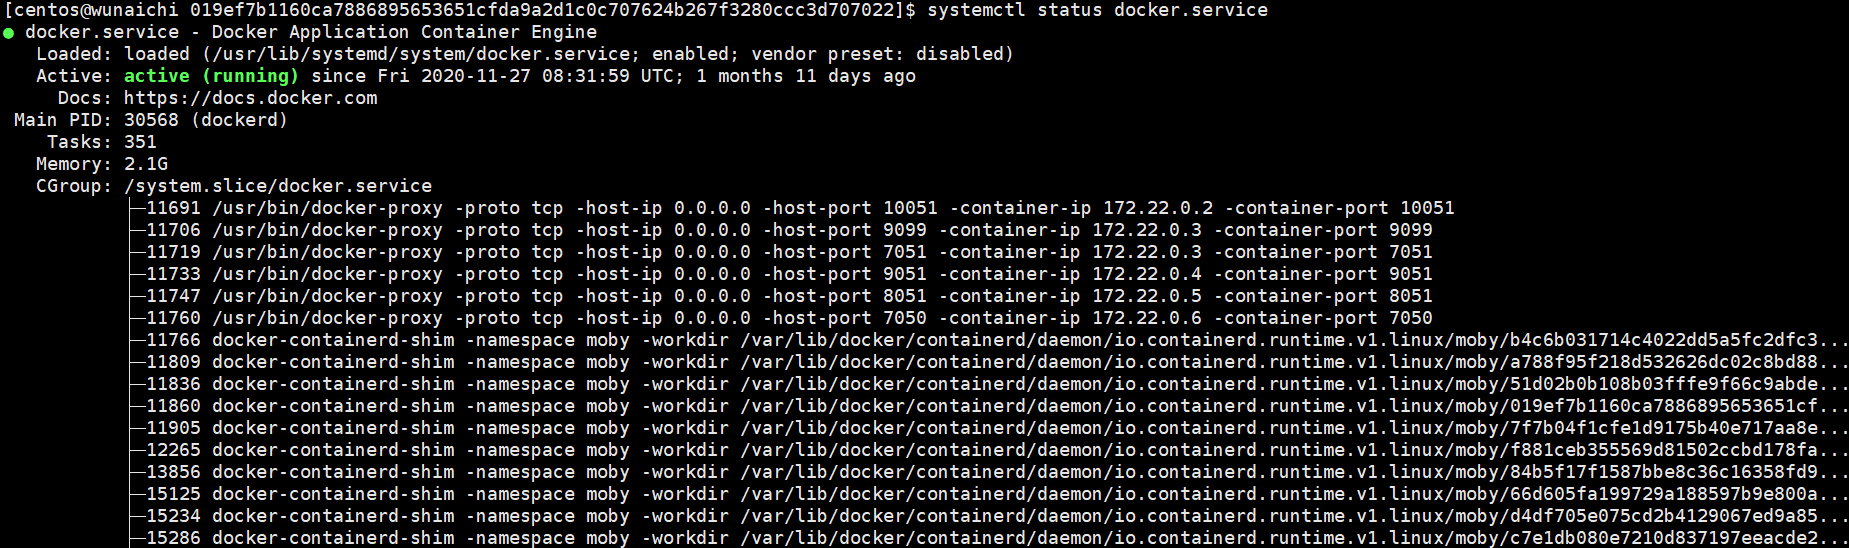 [centos@wunaichi 019ef7b1160ca7886895653651cfda9a2d1c0c707624b267f3280ccc3d707022]$ systemctl status docker.service
● docker.service - Docker Application Container Engine
Loaded: loaded (/usr/lib/systemd/system/docker.service; enabled; vendor preset: disabled)
Active: active (running) since Fri 2020-11-27 08:31:59 UTC; 1 months 11 days ago
Docs: https://docs.docker.com
Main PID: 30568 (dockerd)
Tasks: 351
Memory: 2.1G
CGroup: /system.slice/docker.service
├─11691 /usr/bin/docker-proxy -proto tcp -host-ip 0.0.0.0 -host-port 10051 -container-ip 172.22.0.2 -container-port 10051
├─11706 /usr/bin/docker-proxy -proto tcp -host-ip 0.0.0.0 -host-port 9099 -container-ip 172.22.0.3 -container-port 9099
├─11719 /usr/bin/docker-proxy -proto tcp -host-ip 0.0.0.0 -host-port 7051 -container-ip 172.22.0.3 -container-port 7051
├─11733 /usr/bin/docker-proxy -proto tcp -host-ip 0.0.0.0 -host-port 9051 -container-ip 172.22.0.4 -container-port 9051
├─11747 /usr/bin/docker-proxy -proto tcp -host-ip 0.0.0.0 -host-port 8051 -container-ip 172.22.0.5 -container-port 8051
├─11760 /usr/bin/docker-proxy -proto tcp -host-ip 0.0.0.0 -host-port 7050 -container-ip 172.22.0.6 -container-port 7050
├─11766 docker-containerd-shim -namespace moby -workdir /var/lib/docker/containerd/daemon/io.containerd.runtime.v1.linux/moby/b4c6b031714c4022dd5a5fc2dfc3...
├─11809 docker-containerd-shim -namespace moby -workdir /var/lib/docker/containerd/daemon/io.containerd.runtime.v1.linux/moby/a788f95f218d532626dc02c8bd88...
├─11836 docker-containerd-shim -namespace moby -workdir /var/lib/docker/containerd/daemon/io.containerd.runtime.v1.linux/moby/51d02b0b108b03fffe9f66c9abde...
├─11860 docker-containerd-shim -namespace moby -workdir /var/lib/docker/containerd/daemon/io.containerd.runtime.v1.linux/moby/019ef7b1160ca7886895653651cf...
├─11905 docker-containerd-shim -namespace moby -workdir /var/lib/docker/containerd/daemon/io.containerd.runtime.v1.linux/moby/7f7b04f1cfe1d9175b40e717aa8e...
├─12265 docker-containerd-shim -namespace moby -workdir /var/lib/docker/containerd/daemon/io.containerd.runtime.v1.linux/moby/f881ceb355569d81502ccbd178fa...
├─13856 docker-containerd-shim -namespace moby -workdir /var/lib/docker/containerd/daemon/io.containerd.runtime.v1.linux/moby/84b5f17f1587bbe8c36c16358fd9...
├─15125 docker-containerd-shim -namespace moby -workdir /var/lib/docker/containerd/daemon/io.containerd.runtime.v1.linux/moby/66d605fa199729a188597b9e800a...
├─15234 docker-containerd-shim -namespace moby -workdir /var/lib/docker/containerd/daemon/io.containerd.runtime.v1.linux/moby/d4df705e075cd2b4129067ed9a85...
├─15286 docker-containerd-shim -namespace moby -workdir /var/lib/docker/containerd/daemon/io.containerd.runtime.v1.linux/moby/c7e1db080e7210d837197eeacde2...